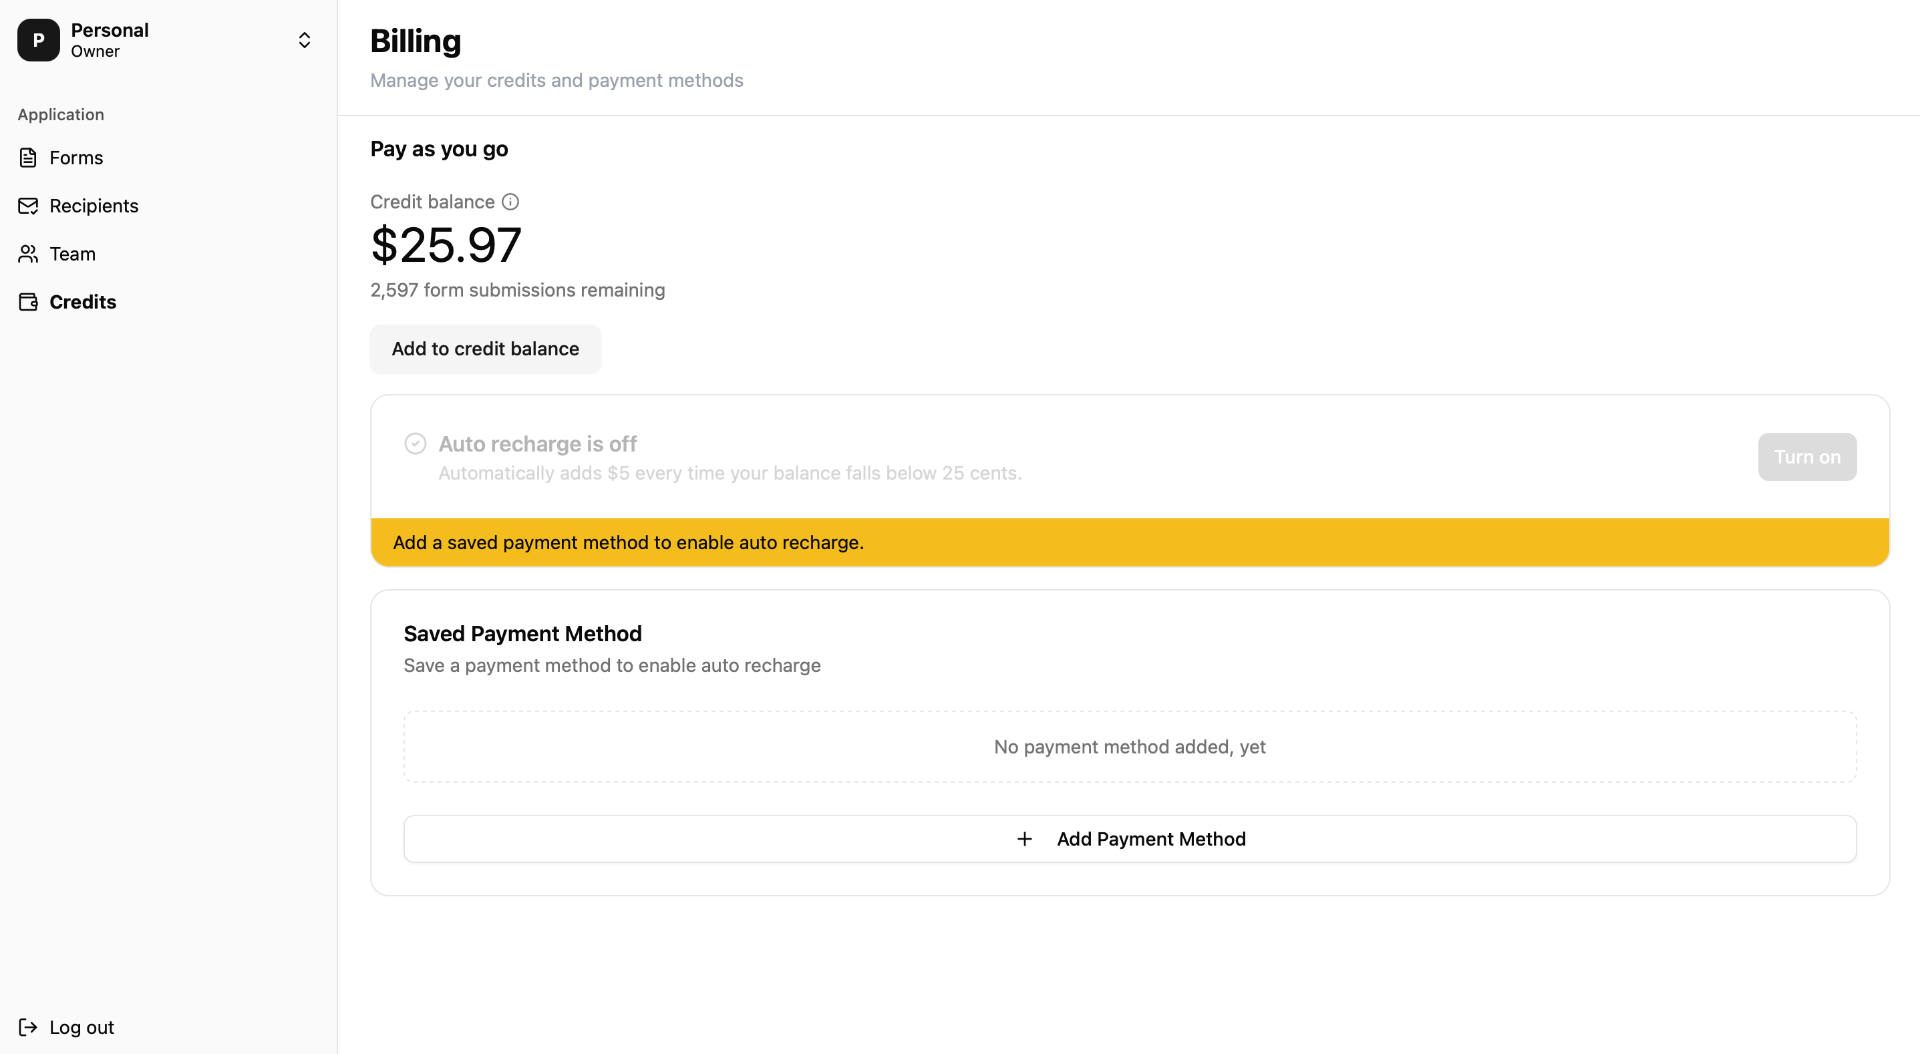 P
Personal
Owner
Application
Forms
Recipients
Team
Credits
Log out
Billing
Manage your credits and payment methods
Pay as you go
Credit balance
$25.97
2,597 form submissions remaining
Add to credit balance
Auto recharge is off
Automatically adds $5 every time your balance falls below 25 cents.
Turn on
Add a saved payment method to enable auto recharge.
Saved Payment Method
Save a payment method to enable auto recharge
No payment method added, yet
Add Payment Method